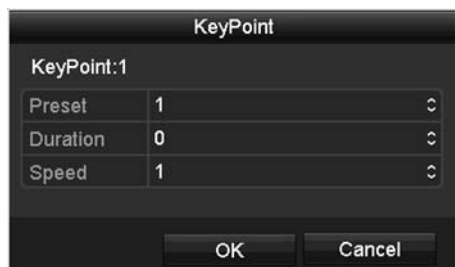 KeyPoint
KeyPoint:1
Preset 1
Duration 0
Speed 1
OK Cancel